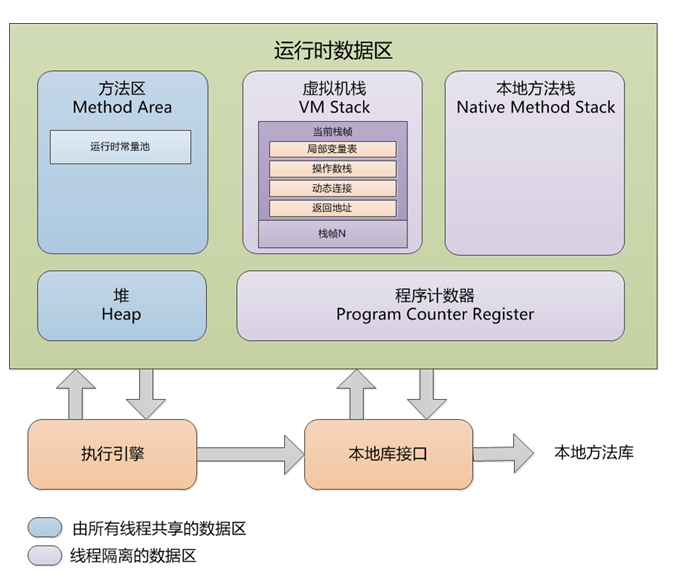 运行时数据区
方法区
Method Area
运行时常量池
虚拟机栈
VM Stack
当前栈帧
局部变量表
操作数栈
动态连接
返回地址
栈帧N
本地方法栈
Native Method Stack
堆
Heap
程序计数器
Program Counter Register
执行引擎
本地库接口
本地方法库
由所有线程共享的数据区
线程隔离的数据区